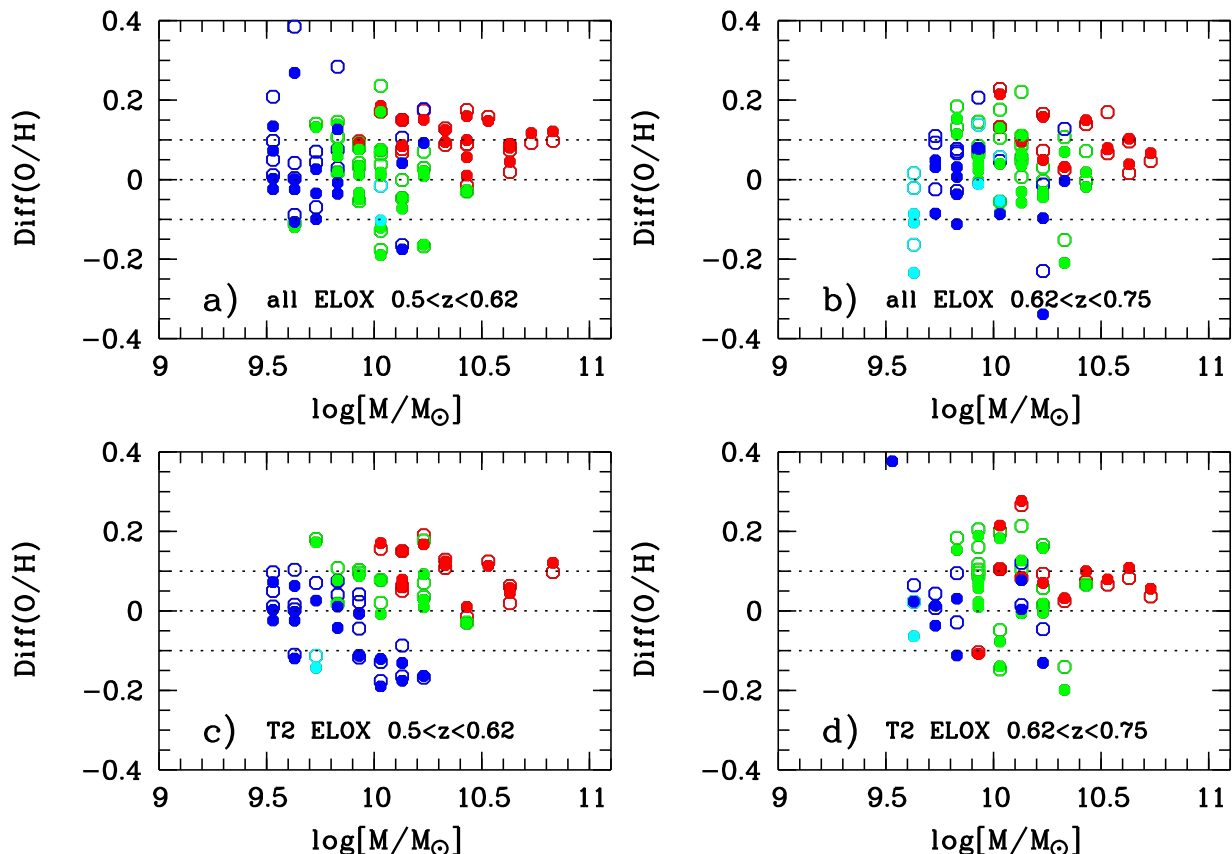 0.4
0.2
0
−0.2
−0.4
Diff(O/H)
a) all ELOX 0.5<z<0.62
9 9.5 10 10.5 11
log[M/M⊙]
0.4
0.2
0
−0.2
−0.4
Diff(O/H)
b) all ELOX 0.62<z<0.75
9 9.5 10 10.5 11
log[M/M⊙]
0.4
0.2
0
−0.2
−0.4
Diff(O/H)
c) T2 ELOX 0.5<z<0.62
9 9.5 10 10.5 11
log[M/M⊙]
0.4
0.2
0
−0.2
−0.4
Diff(O/H)
d) T2 ELOX 0.62<z<0.75
9 9.5 10 10.5 11
log[M/M⊙]